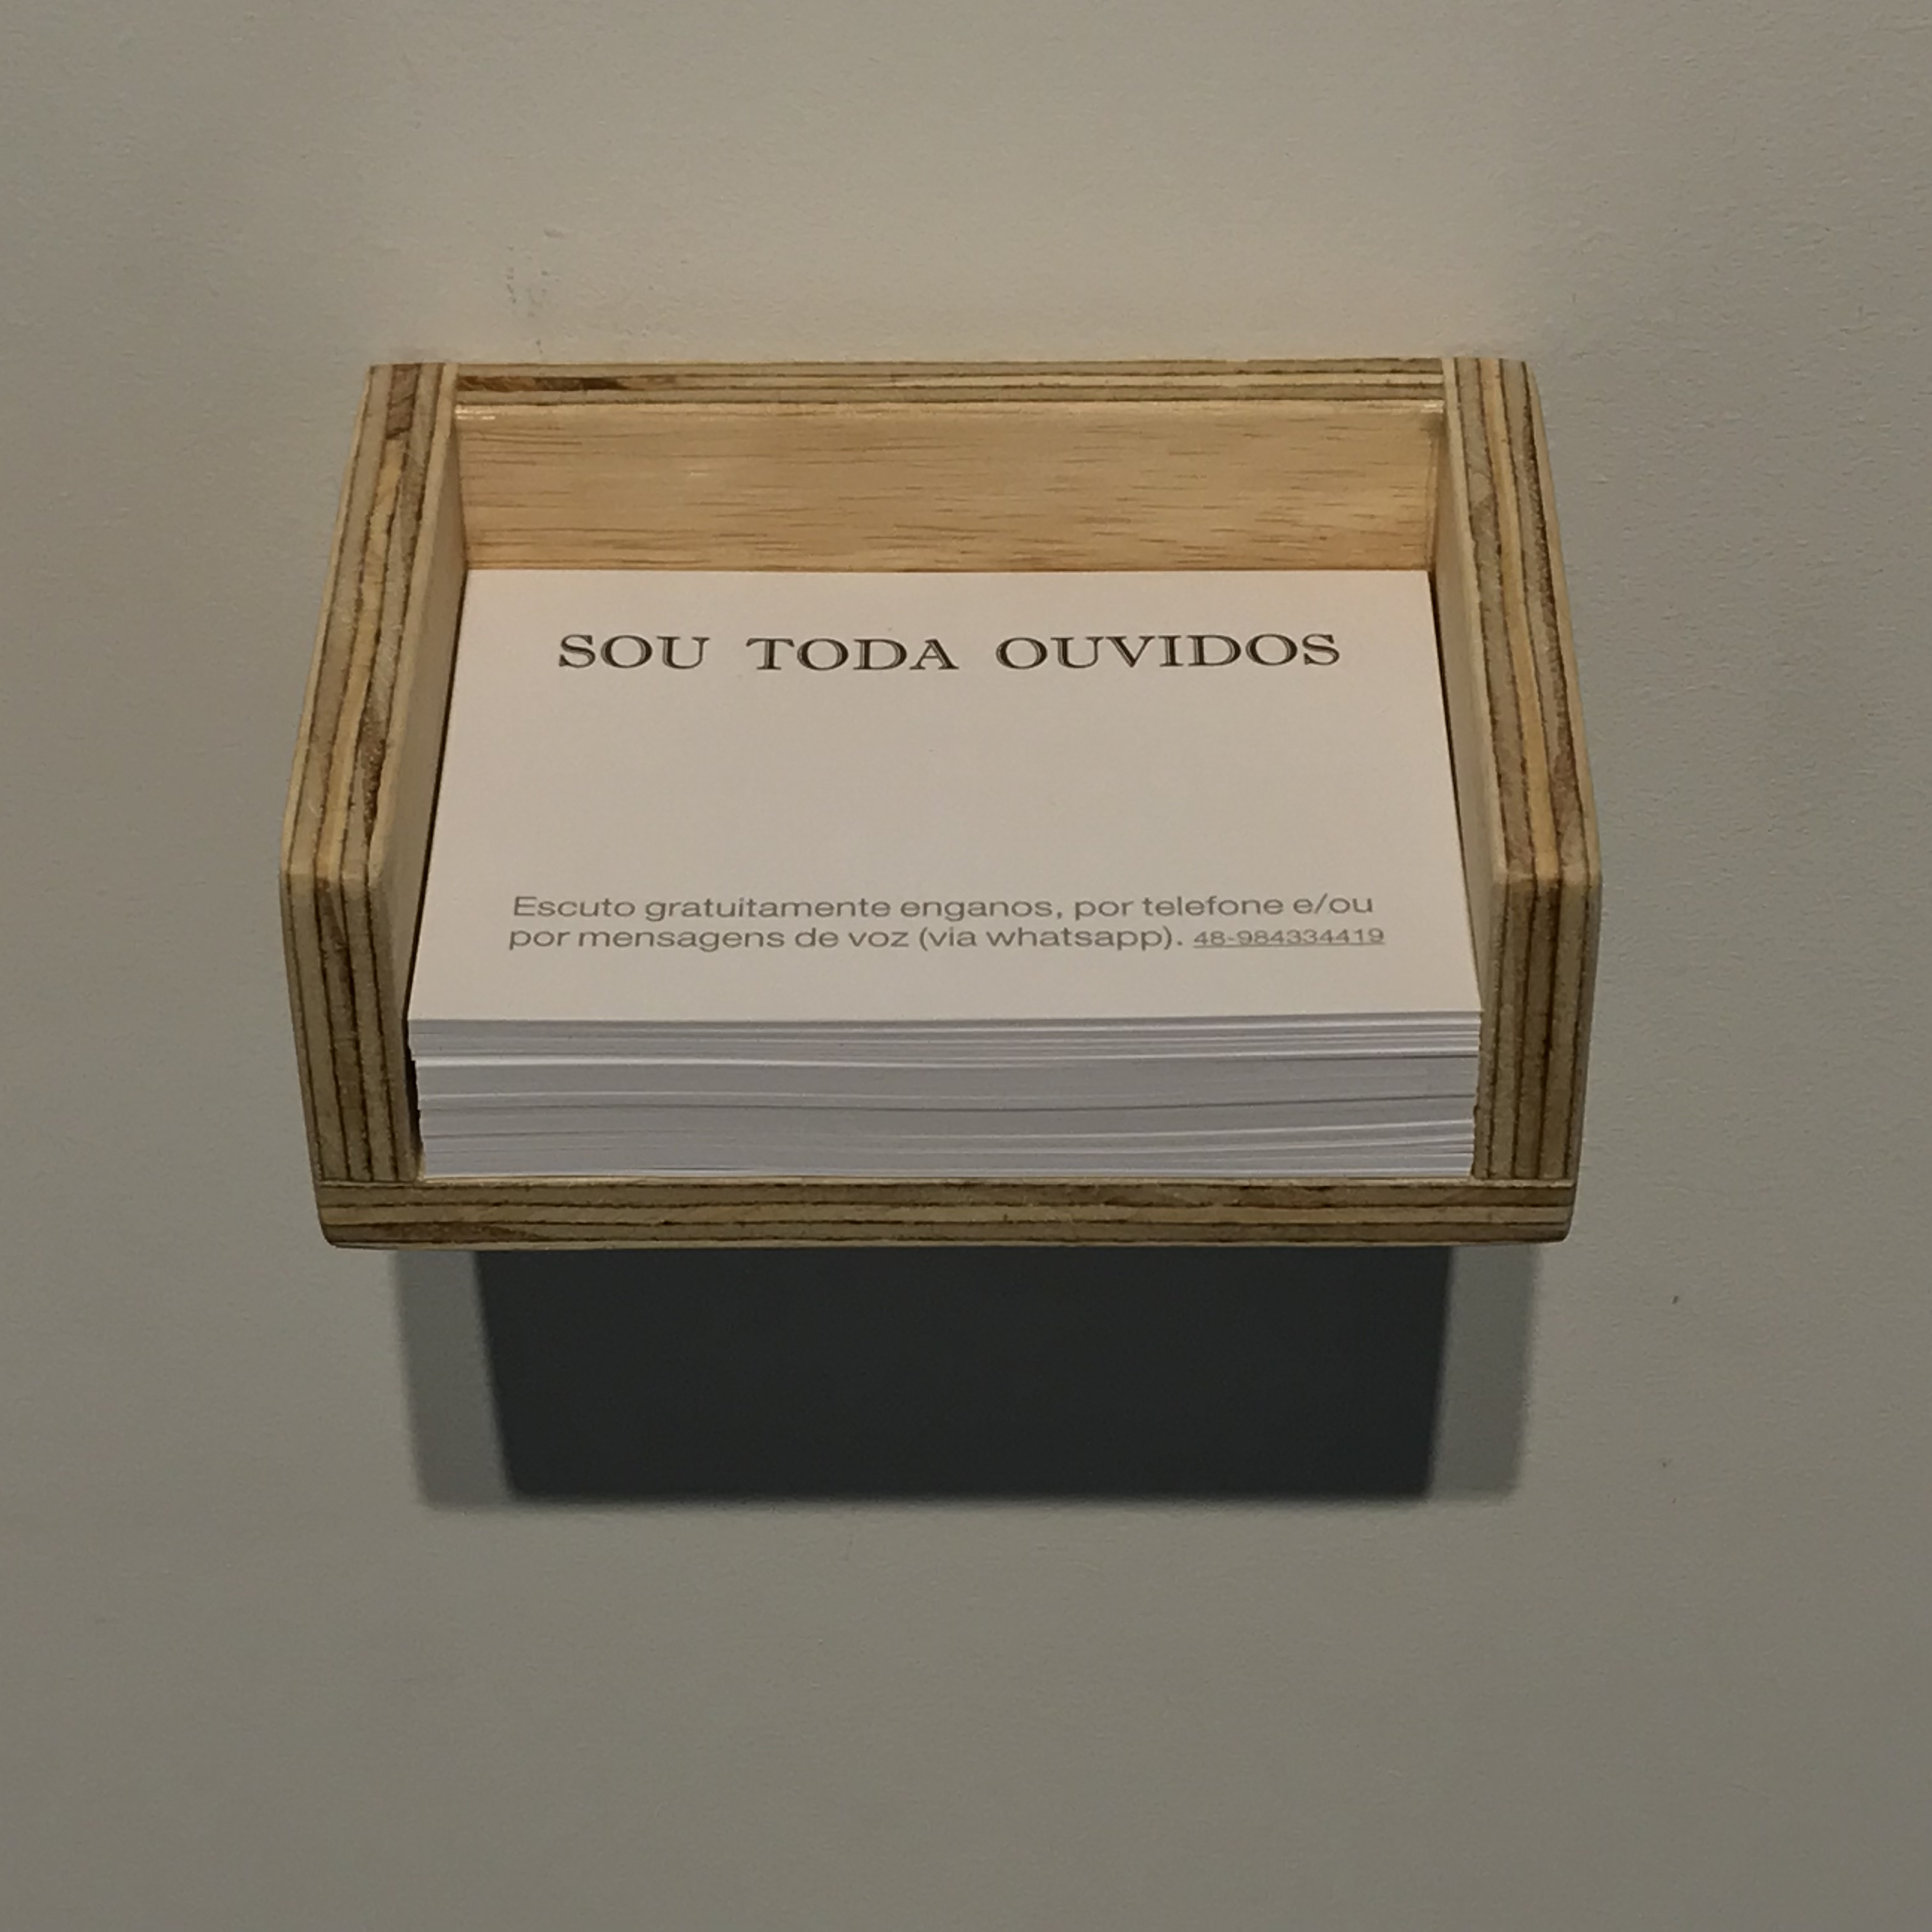 SOU TODA OUVIDOS
Escuto gratuitamente enganos, por telefone e/ou
por mensagens de voz (via whatsapp). 48-984334419